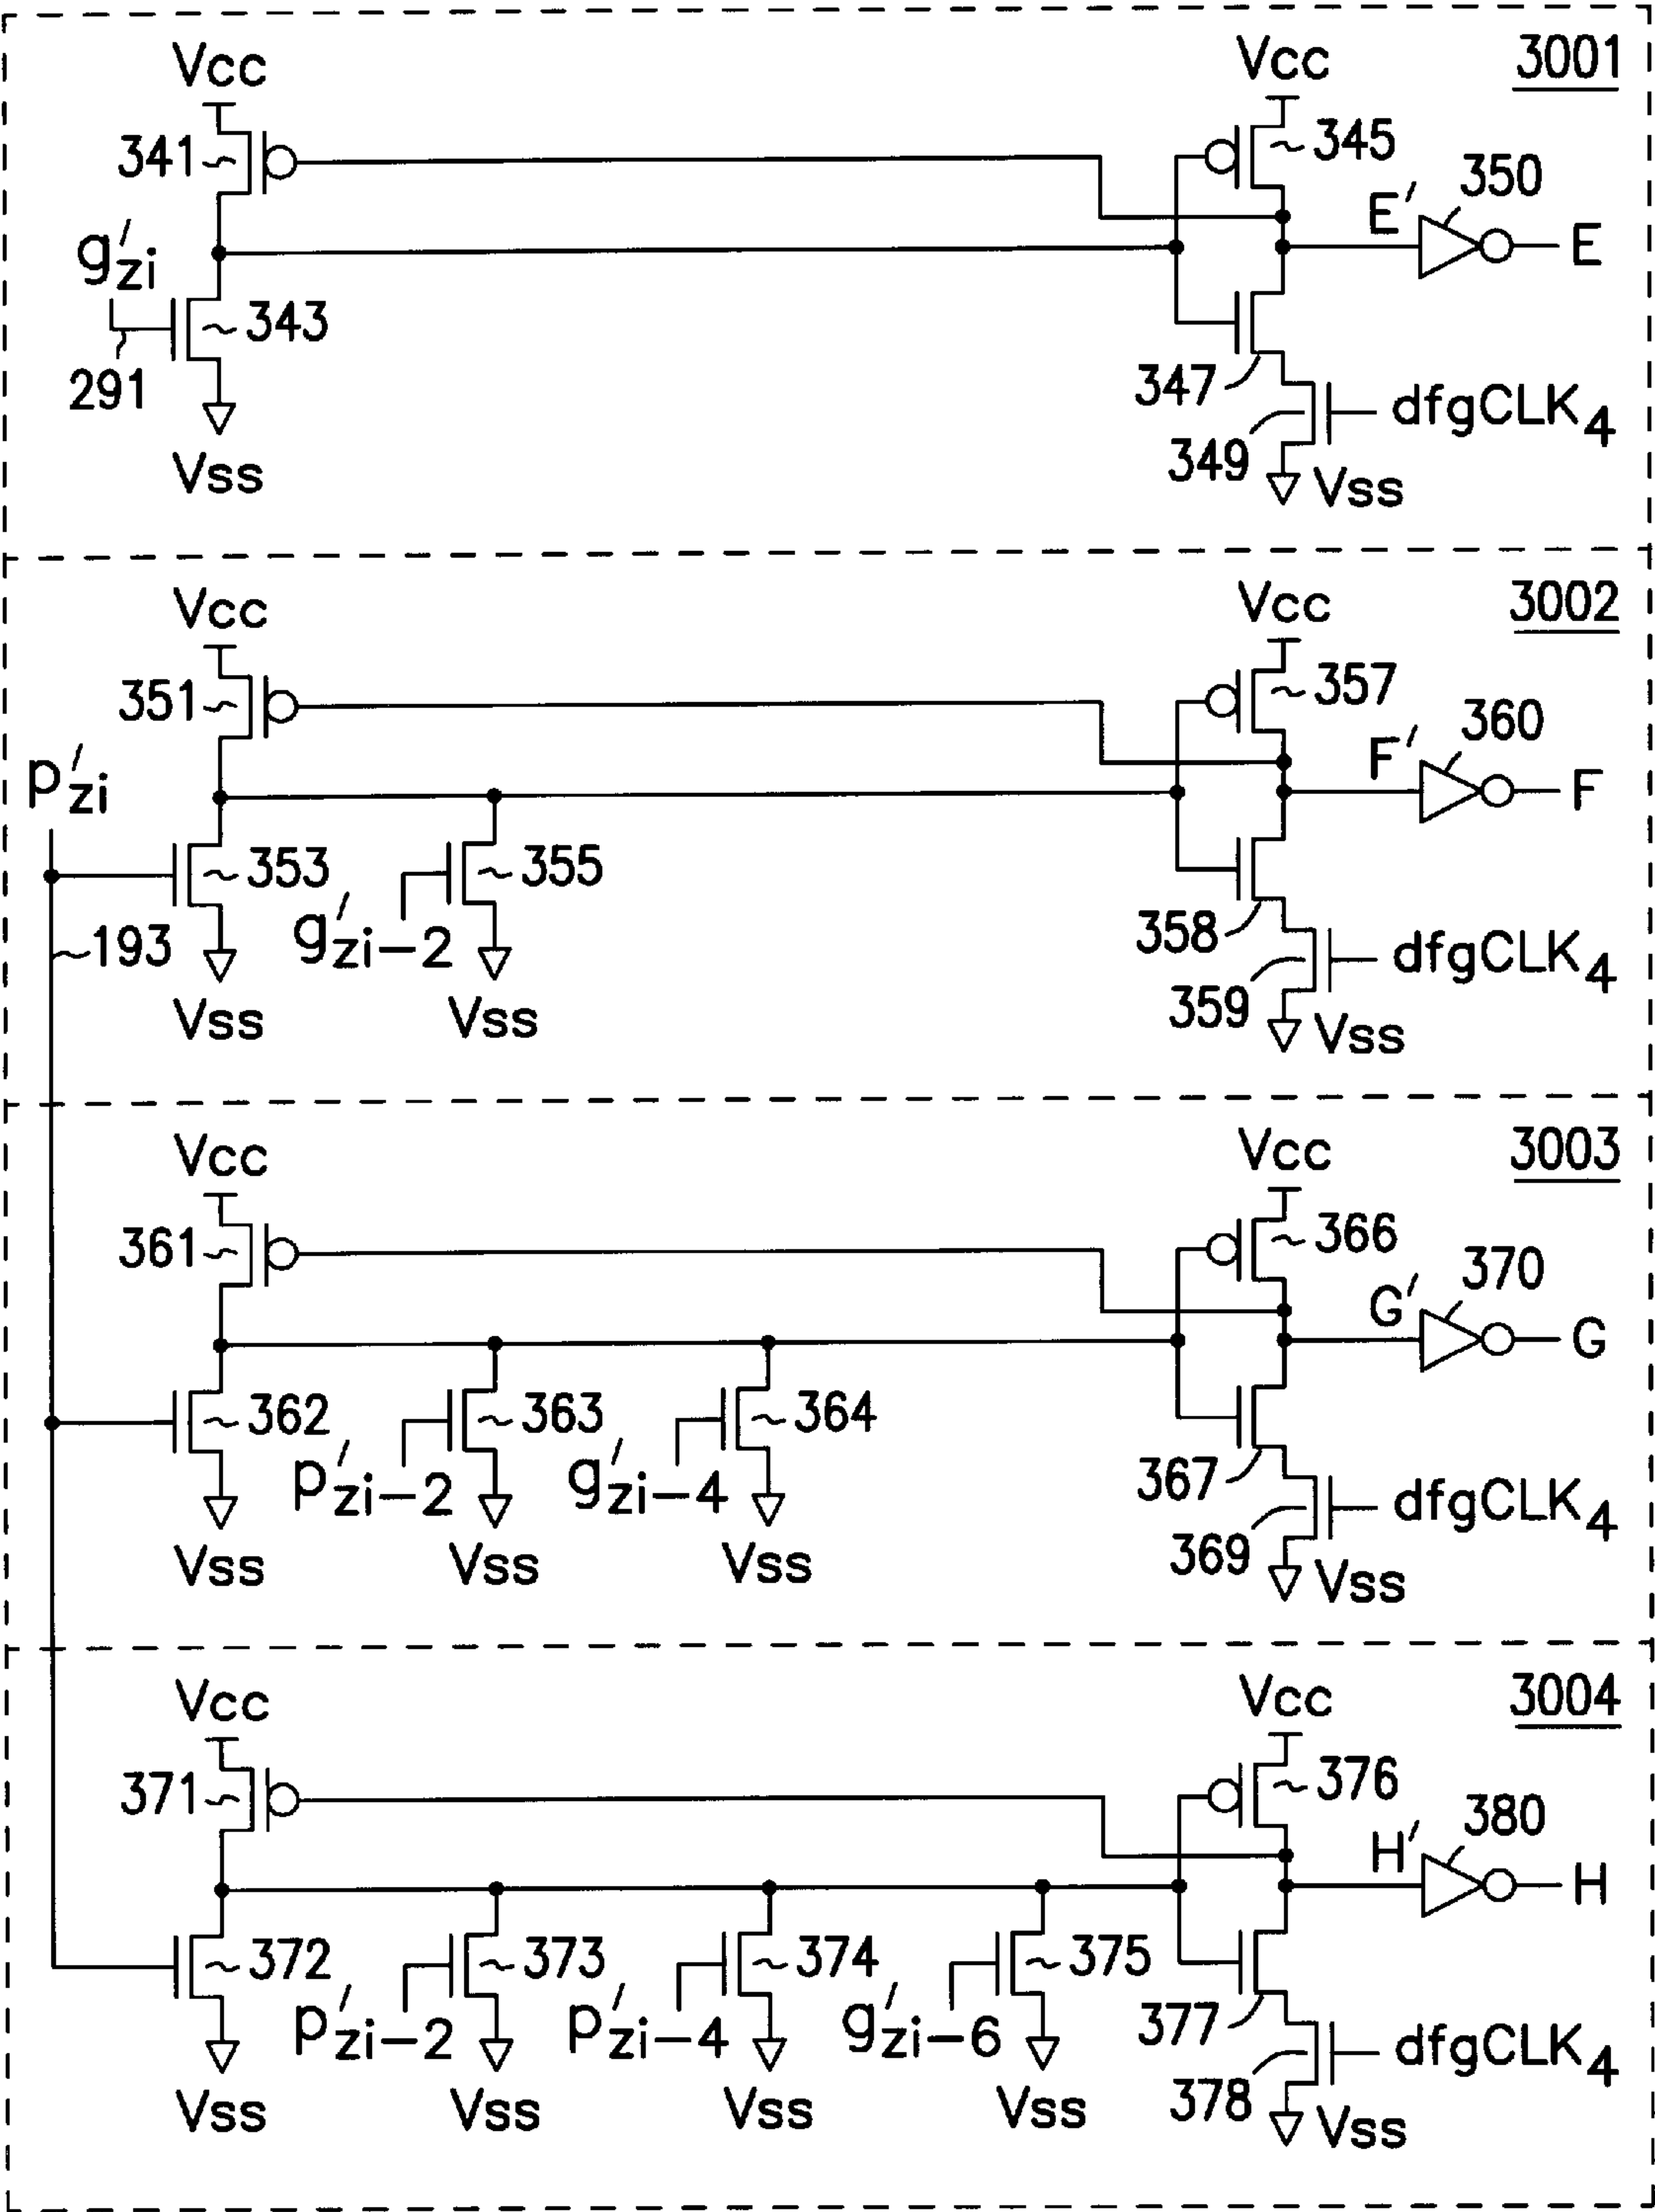 3001
Vcc
Vcc
341
345
350
E′
E
g′zi
343
291
347
dfgCLK4
349
Vss
Vss
3002
Vcc
Vcc
351
357
360
F′
F
p′zi
353
355
g′zi−2
193
358
dfgCLK4
359
Vss
Vss
Vss
3003
Vcc
Vcc
361
366
370
G′
G
362
363
364
p′zi−2
g′zi−4
367
dfgCLK4
369
Vss
Vss
Vss
Vss
3004
Vcc
Vcc
371
376
380
H′
H
372
373
374
375
p′zi−2
p′zi−4
g′zi−6
377
dfgCLK4
378
Vss
Vss
Vss
Vss
Vss